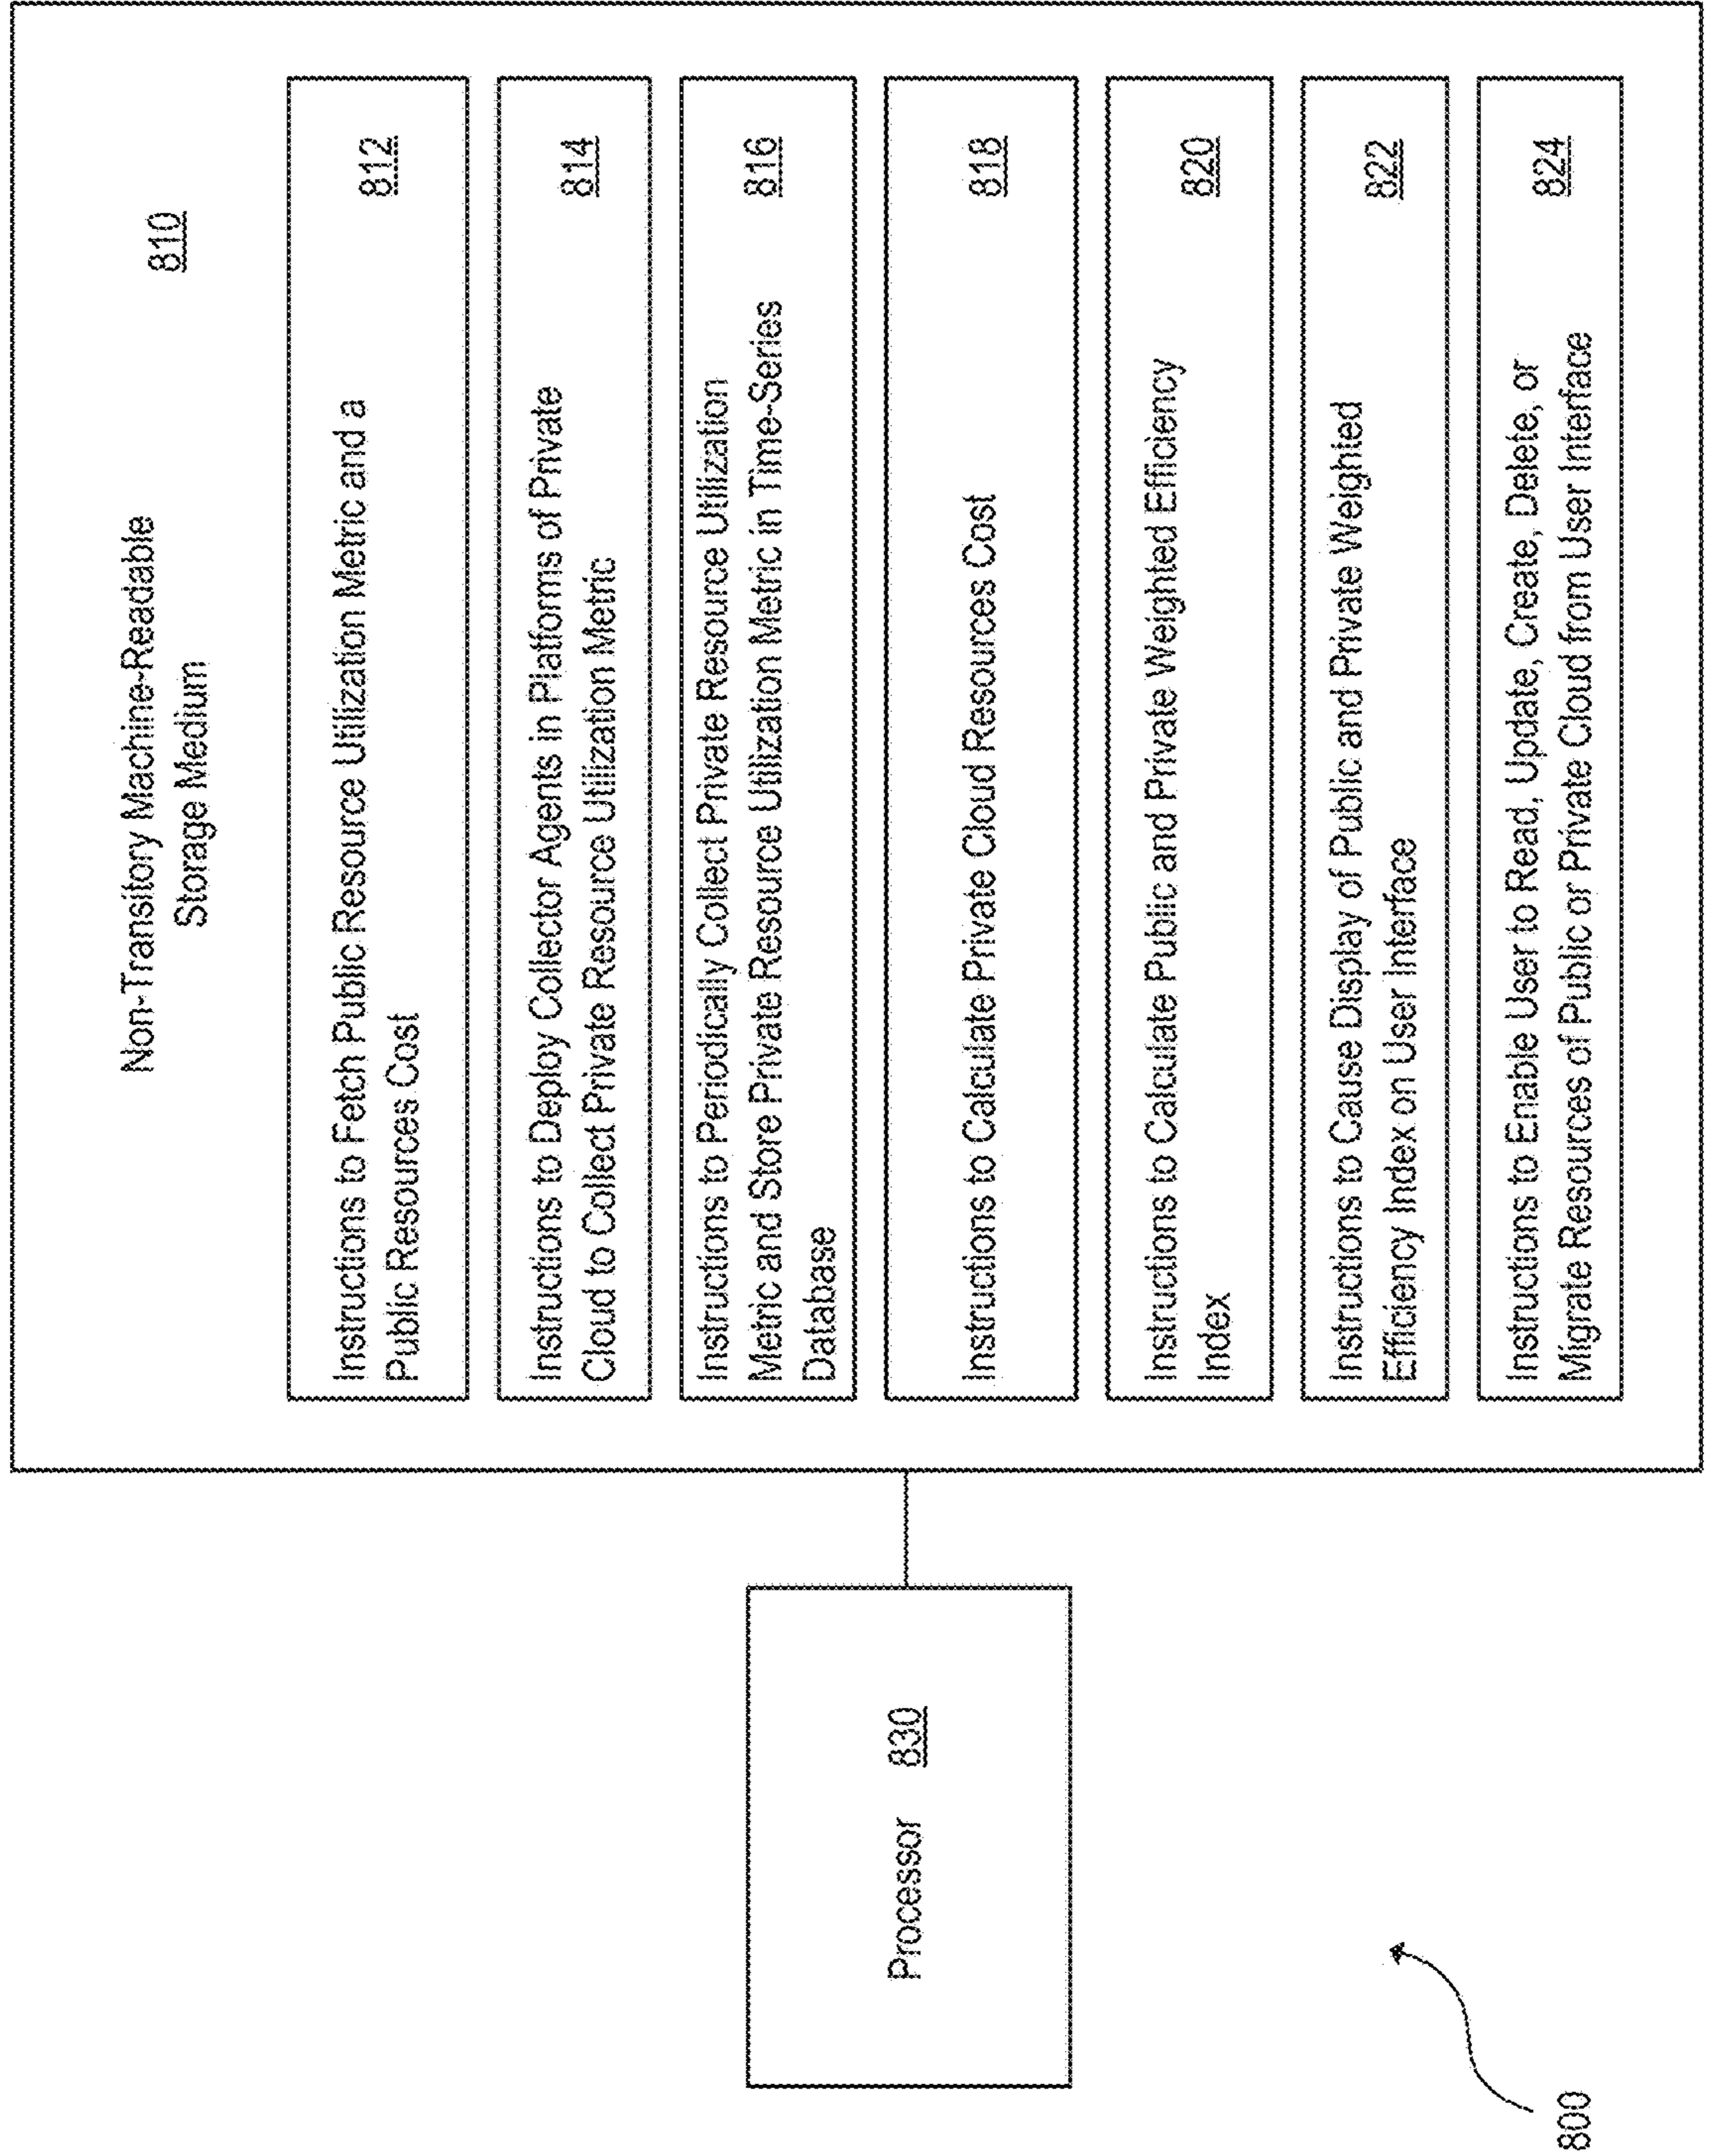 Non-Transitory Machine-Readable
Storage Medium
810
Instructions to Fetch Public Resource Utilization Metric and a
Public Resources Cost
812
Instructions to Deploy Collector Agents in Platforms of Private
Cloud to Collect Private Resource Utilization Metric
814
Instructions to Periodically Collect Private Resource Utilization
Metric and Store Private Resource Utilization Metric in Time-Series
Database
816
Instructions to Calculate Private Cloud Resources Cost
818
Instructions to Calculate Public and Private Weighted Efficiency
Index
820
Instructions to Cause Display of Public and Private Weighted
Efficiency Index on User Interface
822
Instructions to Enable User to Read, Update, Create, Delete, or
Migrate Resources of Public or Private Cloud from User Interface
824
Processor 830
800